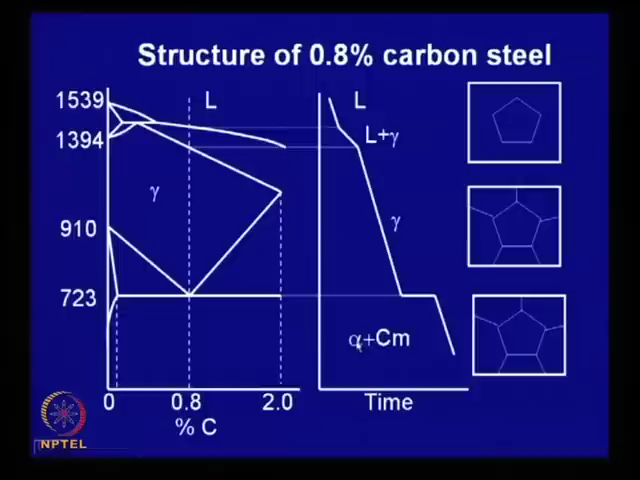 Structure of 0.8% carbon steel
1539
L
L
1394
L+γ
γ
γ
910
723
α+Cm
0
0.8
2.0
Time
% C
NPTEL